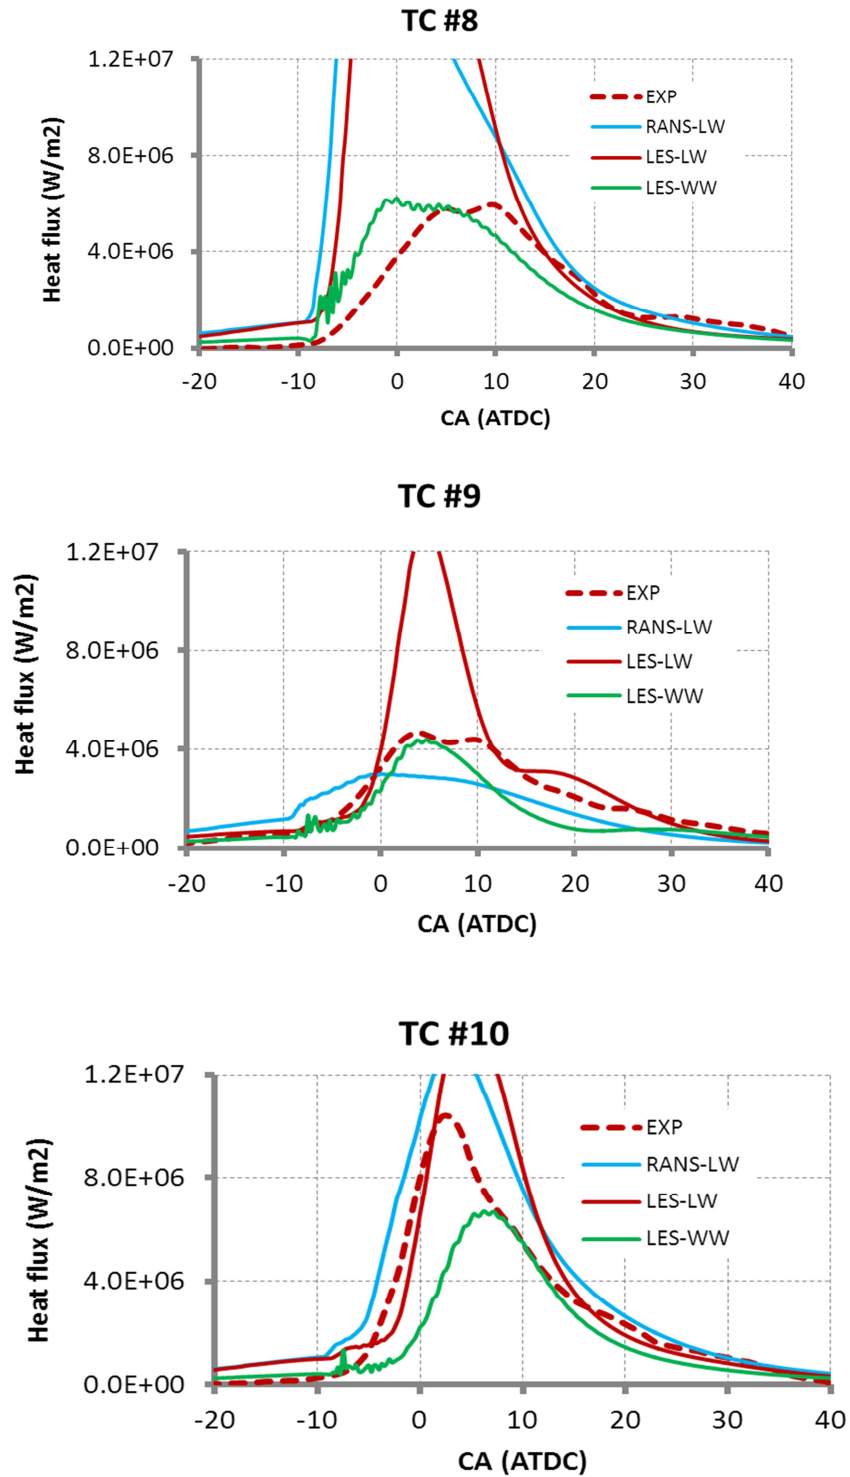 TC #8
Heat flux (W/m2)
1.2E+07
8.0E+06
4.0E+06
0.0E+00
EXP
RANS-LW
LES-LW
LES-WW
-20 -10 0 10 20 30 40
CA (ATDC)
TC #9
Heat flux (W/m2)
1.2E+07
8.0E+06
4.0E+06
0.0E+00
EXP
RANS-LW
LES-LW
LES-WW
-20 -10 0 10 20 30 40
CA (ATDC)
TC #10
Heat flux (W/m2)
1.2E+07
8.0E+06
4.0E+06
0.0E+00
EXP
RANS-LW
LES-LW
LES-WW
-20 -10 0 10 20 30 40
CA (ATDC)